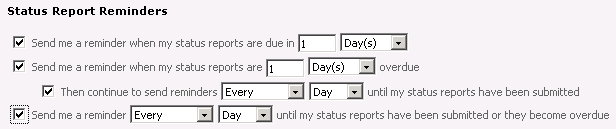 Status Report Reminders
Send me a reminder when my status reports are due in 1 Day(s)
Send me a reminder when my status reports are 1 Day(s) overdue
Then continue to send reminders Every Day until my status reports have been submitted
Send me a reminder Every Day until my status reports have been submitted or they become overdue